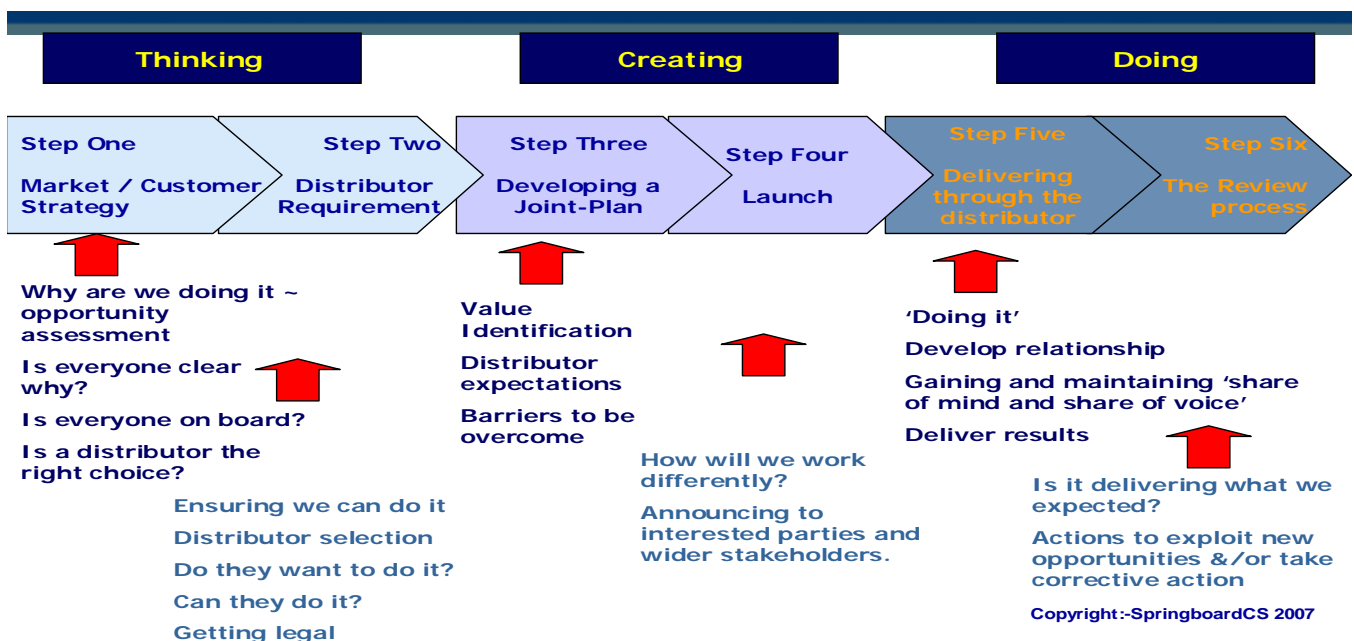 Thinking
Creating
Doing
Step One
Market / Customer
Strategy
Step Two
Distributor
Requirement
Step Three
Developing a
Joint-Plan
Step Four
Launch
Step Five
Delivering
through the
distributor
Step Six
The Review
process
Why are we doing it ~
opportunity
assessment
Is everyone clear
why?
Is everyone on board?
Is a distributor the
right choice?
Ensuring we can do it
Distributor selection
Do they want to do it?
Can they do it?
Getting legal
Value
Identification
Distributor
expectations
Barriers to be
overcome
How will we work
differently?
Announcing to
interested parties and
wider stakeholders.
‘Doing it’
Develop relationship
Gaining and maintaining ‘share
of mind and share of voice’
Deliver results
Is it delivering what we
expected?
Actions to exploit new
opportunities &/or take
corrective action
Copyright:-SpringboardCS 2007